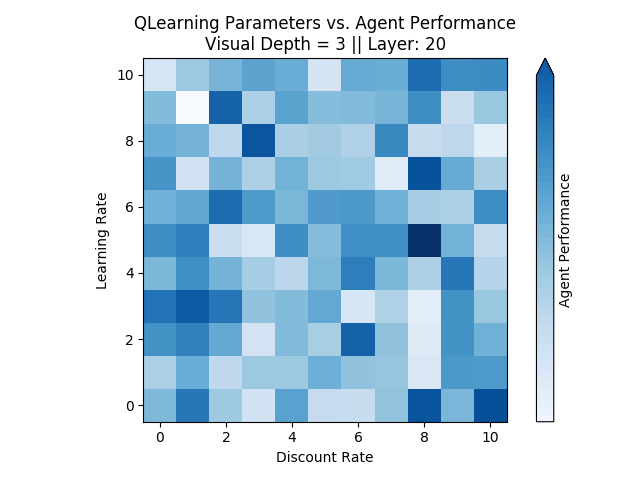 QLearning Parameters vs. Agent Performance
Visual Depth = 3 || Layer: 20
10
8
6
4
2
0
Learning Rate
0 2 4 6 8 10
Discount Rate
Agent Performance